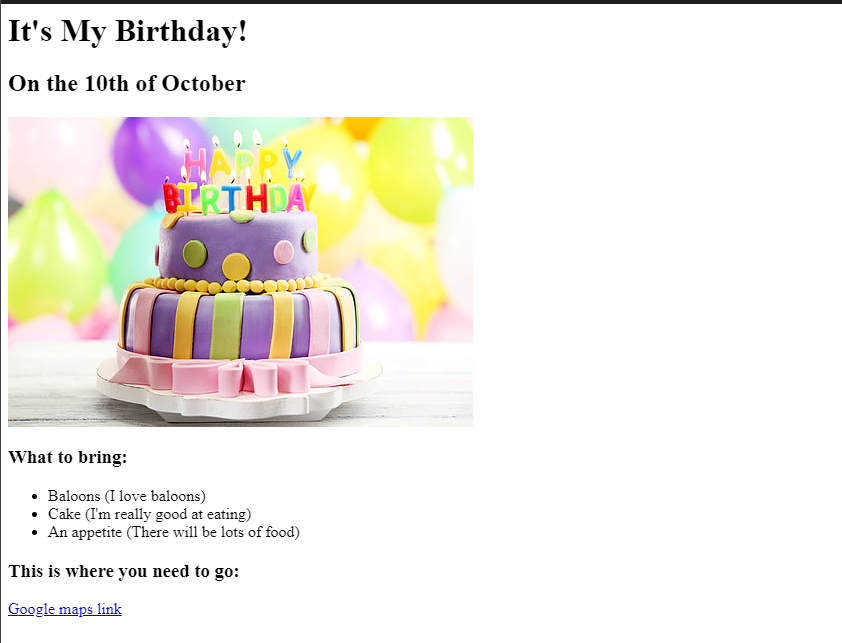 It's My Birthday!
On the 10th of October
HAPPY
BIRTHDAY
What to bring:
Baloons (I love baloons)
Cake (I'm really good at eating)
An appetite (There will be lots of food)
This is where you need to go:
Google maps link